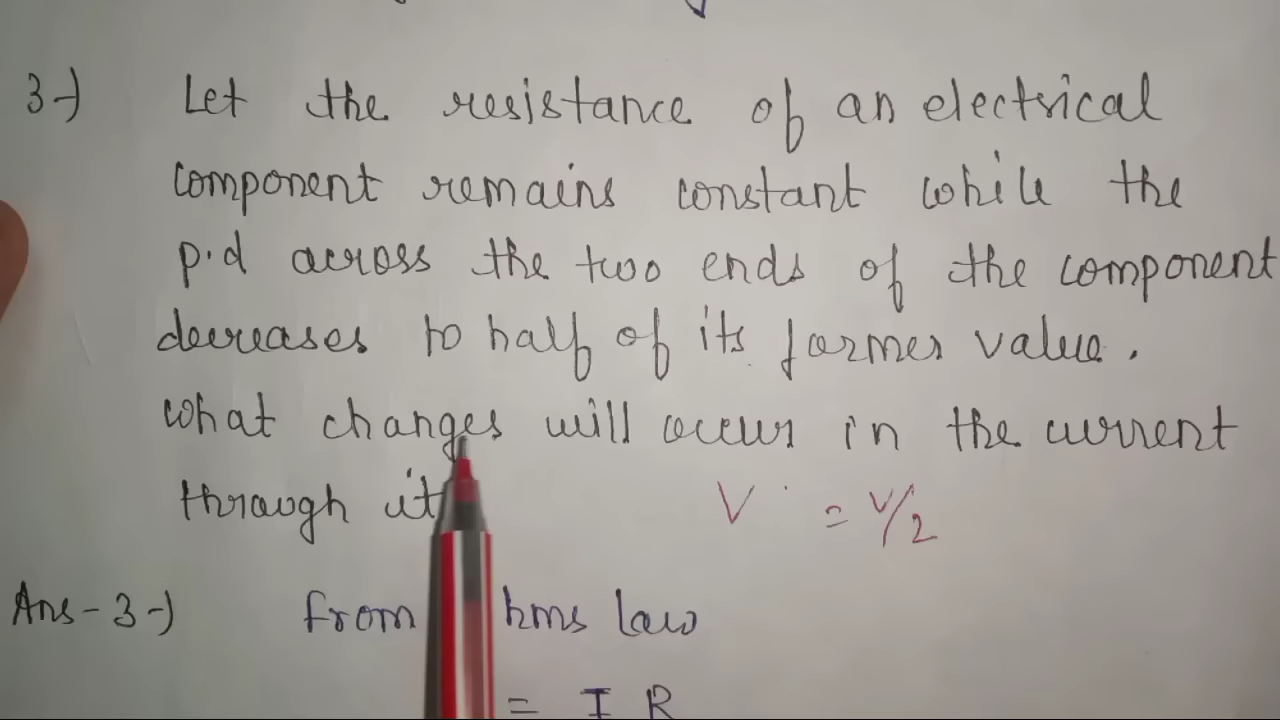 3-) Let the resistance of an electrical
component remains constant while the
p.d across the two ends of the component
decreases to half of its former value.
What changes will occur in the current
through it
V = V/2
Ans-3-) from hms law
= I R